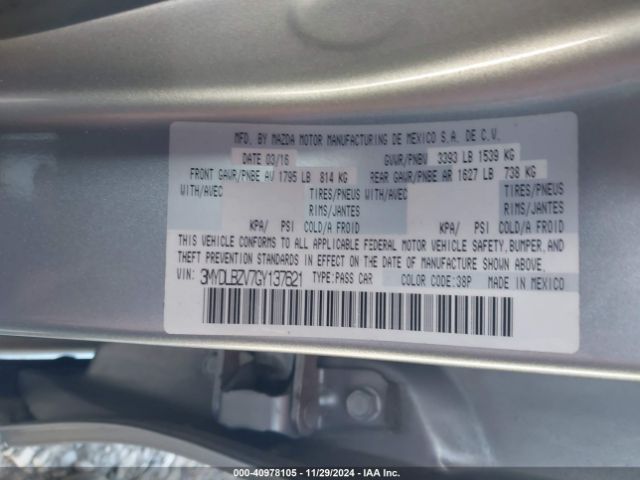 MFD. BY MAZDA MOTOR MANUFACTURING DE MEXICO S.A. DE C.V.
DATE 03/16 GVWR/PNBV 3393 LB 1539 KG
FRONT GAWR/PNBE AV 1795 LB 814 KG REAR GAWR/PNBE AR 1627 LB 738 KG
WITH/AVEC TIRES/PNEUS WITH/AVEC TIRES/PNEUS
RIMS/JANTES RIMS/JANTES
KPA/ PSI COLD/A FROID KPA/ PSI COLD/A FROID
THIS VEHICLE CONFORMS TO ALL APPLICABLE FEDERAL MOTOR VEHICLE SAFETY, BUMPER, AND
THEFT PREVENTION STANDARDS IN EFFECT ON THE DATE OF MANUFACTURE SHOWN ABOVE.
VIN: 3MYDLBZV7GY137621 TYPE:PASS CAR COLOR CODE:38P MADE IN MEXICO
000-40978105 - 11/29/2024 - IAA